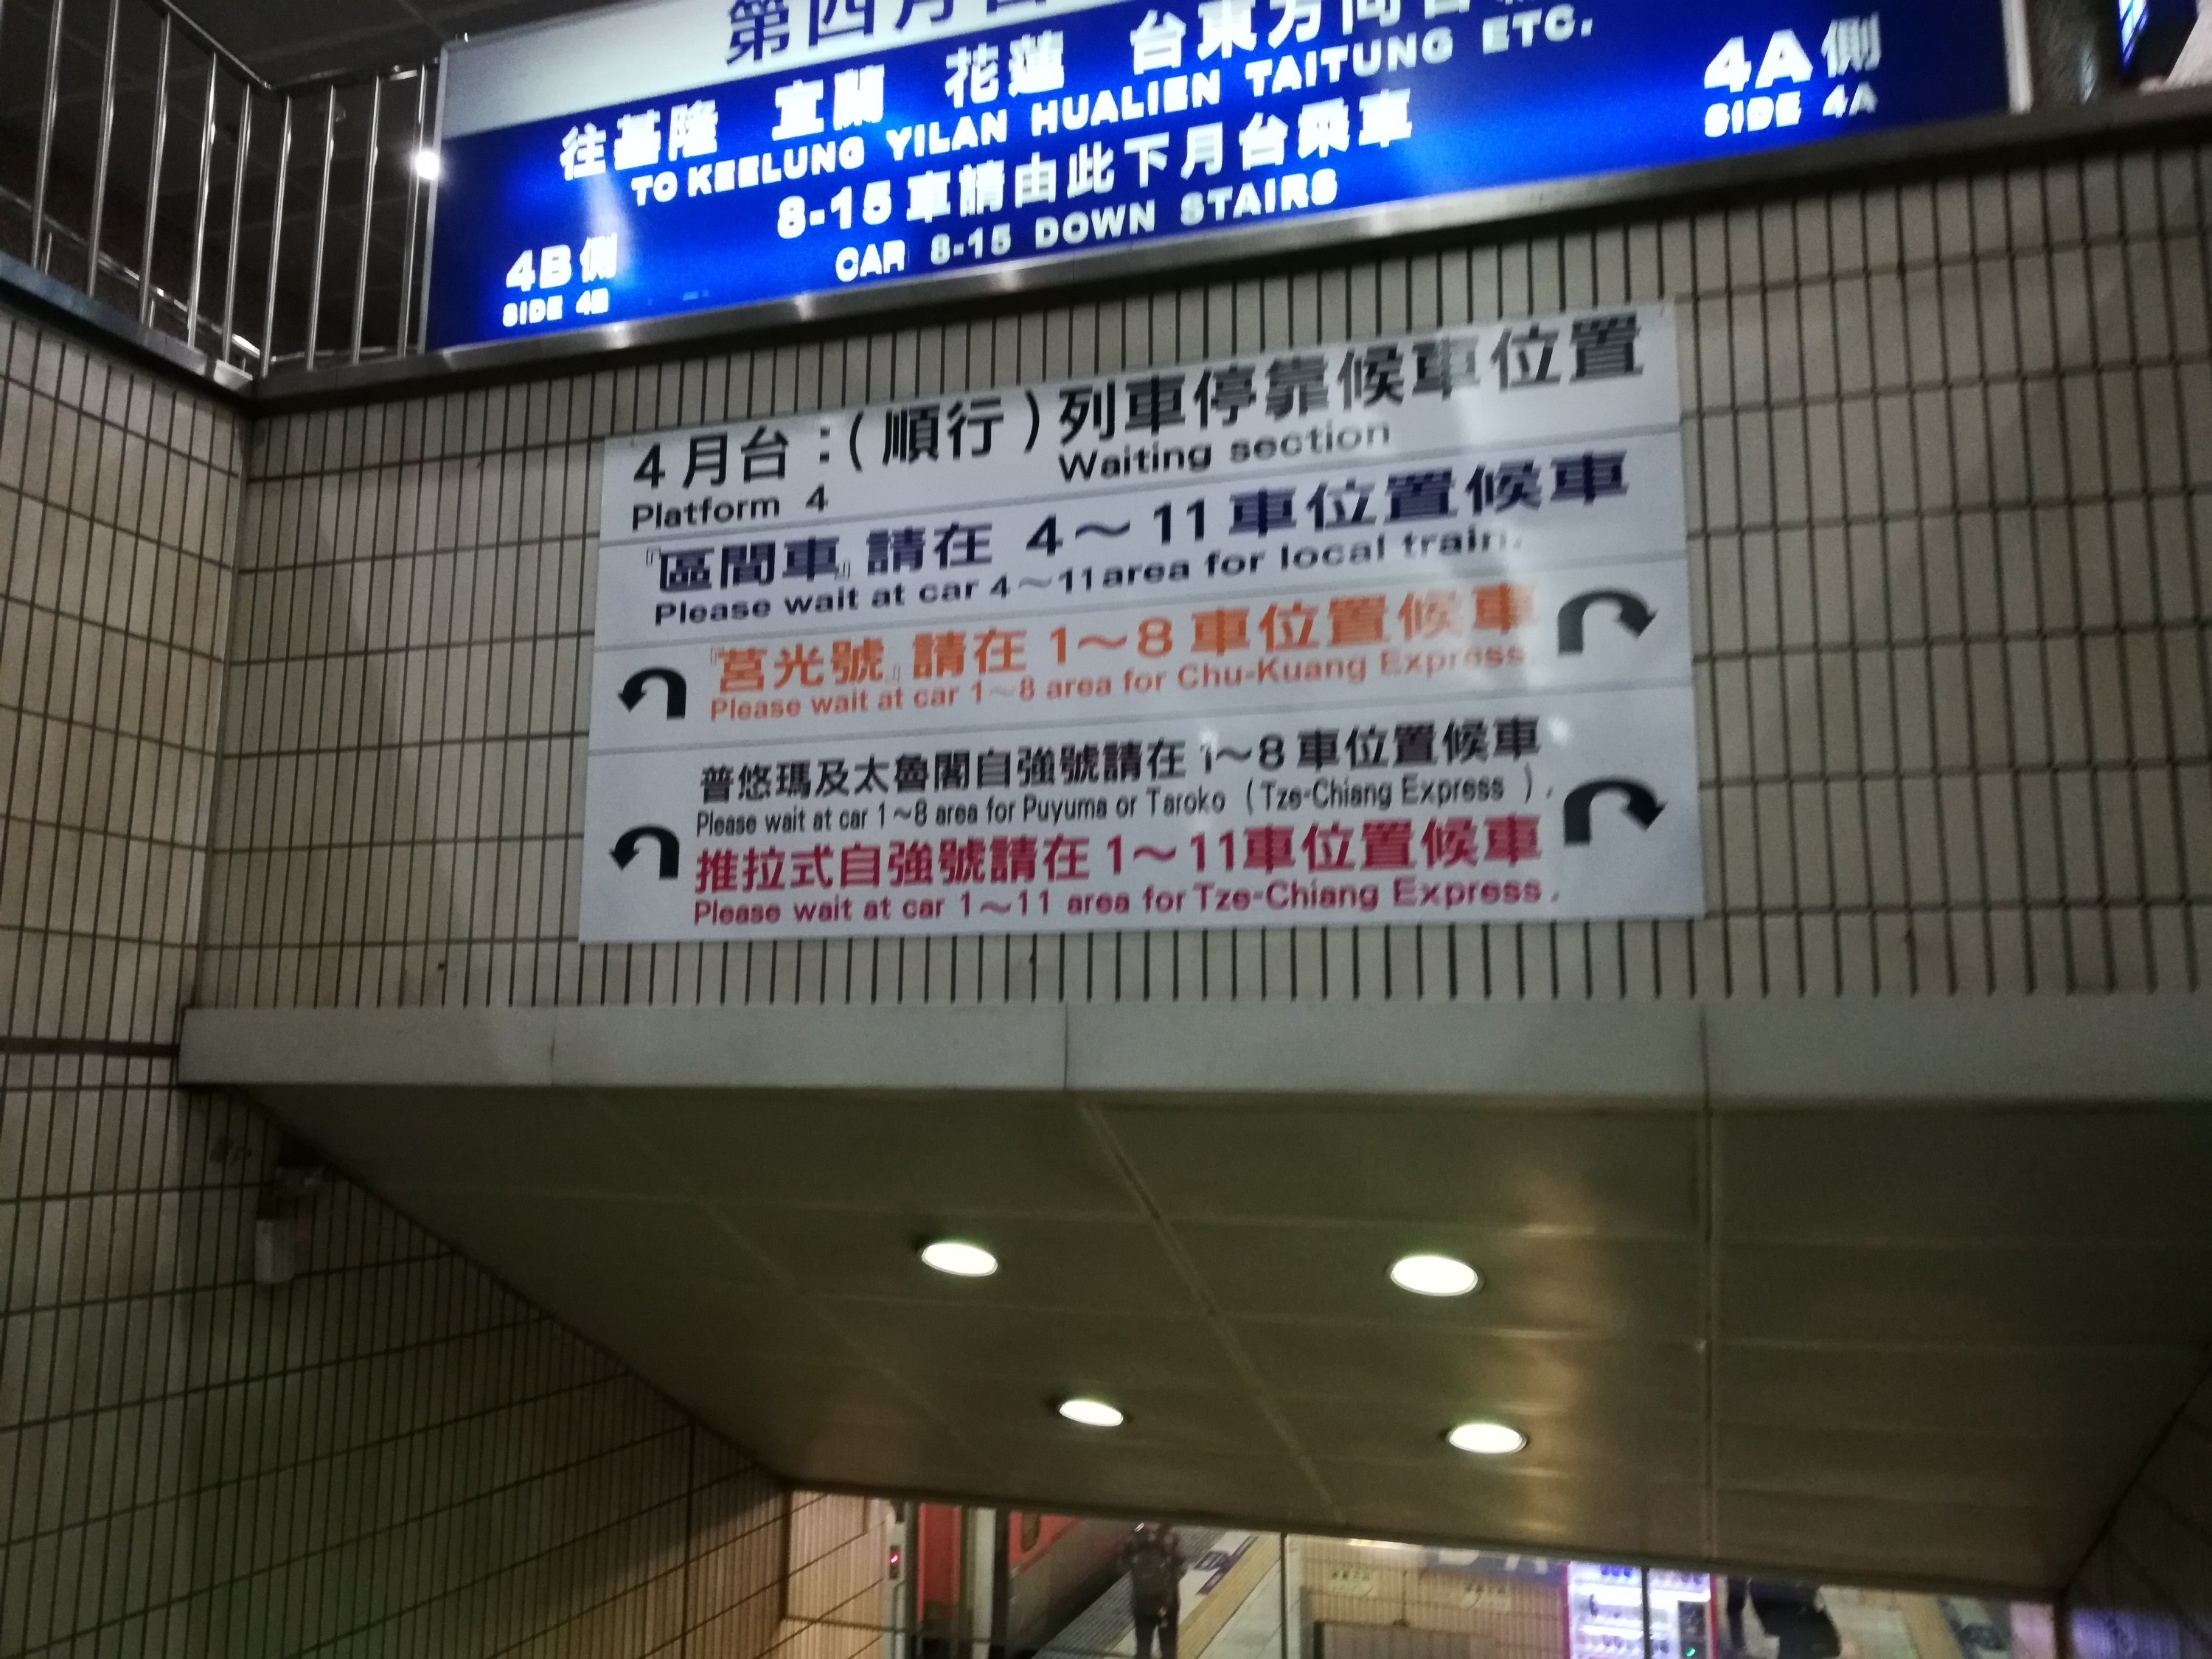 第四月台
往基隆 宜蘭 花蓮 台東方向
TO KEELUNG YILAN HUALIEN TAITUNG ETC.
8-15車請由此下月台乘車
CAR 8-15 DOWN STAIRS
4B側
SIDE 4B
4A側
SIDE 4A
4月台:(順行)列車停靠候車位置
Platform 4 Waiting section
『區間車』請在 4~11車位置候車
Please wait at car 4~11area for local train.
『莒光號』請在1~8車位置候車
Please wait at car 1~8 area for Chu-Kuang Express.
普悠瑪及太魯閣自強號請在1~8車位置候車
Please wait at car 1~8 area for Puyuma or Taroko (Tze-Chiang Express ).
推拉式自強號請在1~11車位置候車
Please wait at car 1~11 area for Tze-Chiang Express.